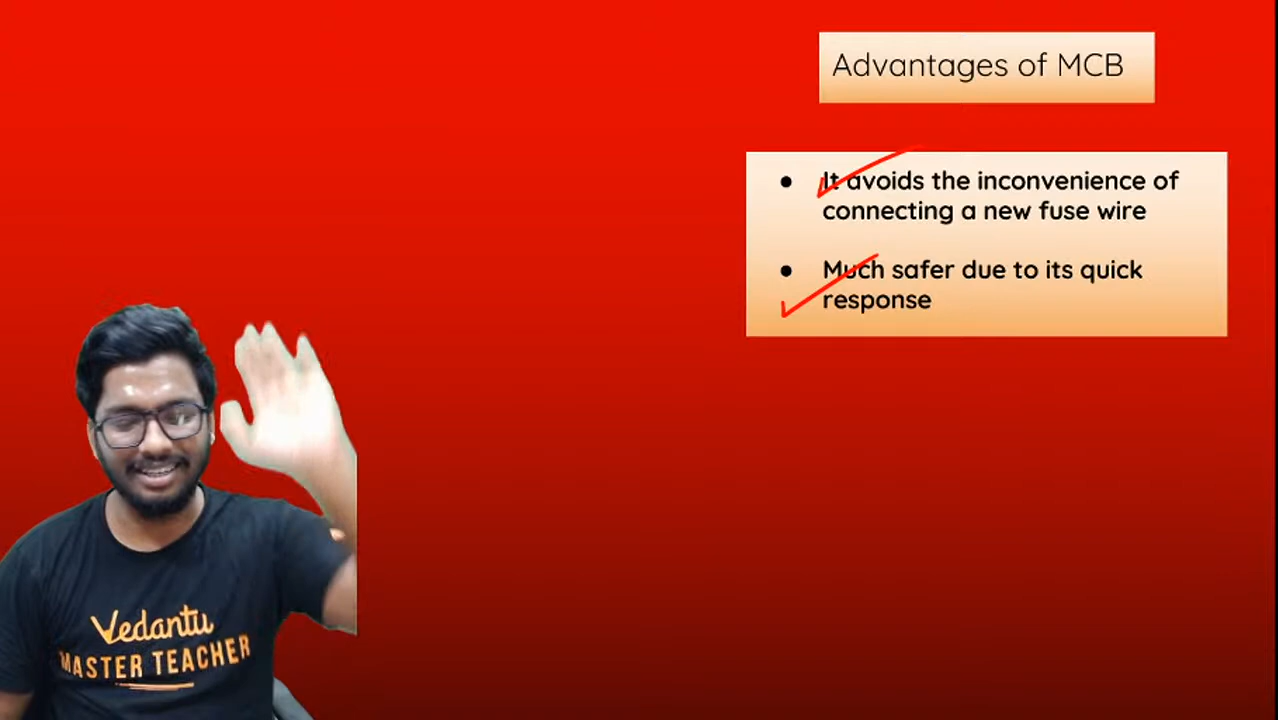 Advantages of MCB
● It avoids the inconvenience of
connecting a new fuse wire
● Much safer due to its quick
response
Vedantu
MASTER TEACHER